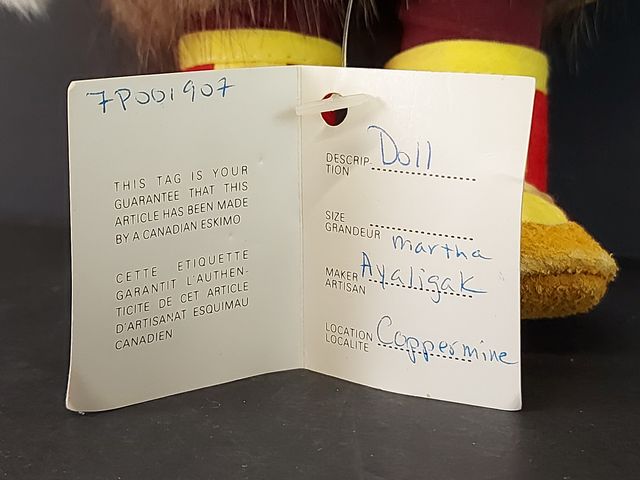 7P001907
THIS TAG IS YOUR
GUARANTEE THAT THIS
ARTICLE HAS BEEN MADE
BY A CANADIAN ESKIMO
CETTE ETIQUETTE
GARANTIT L'AUTHEN-
TICITE DE CET ARTICLE
D'ARTISANAT ESQUIMAU
CANADIEN
DESCRIP- Doll
TION
SIZE
GRANDEUR martha
MAKER Ayaligak
ARTISAN
LOCATION Coppermine
LOCALITE